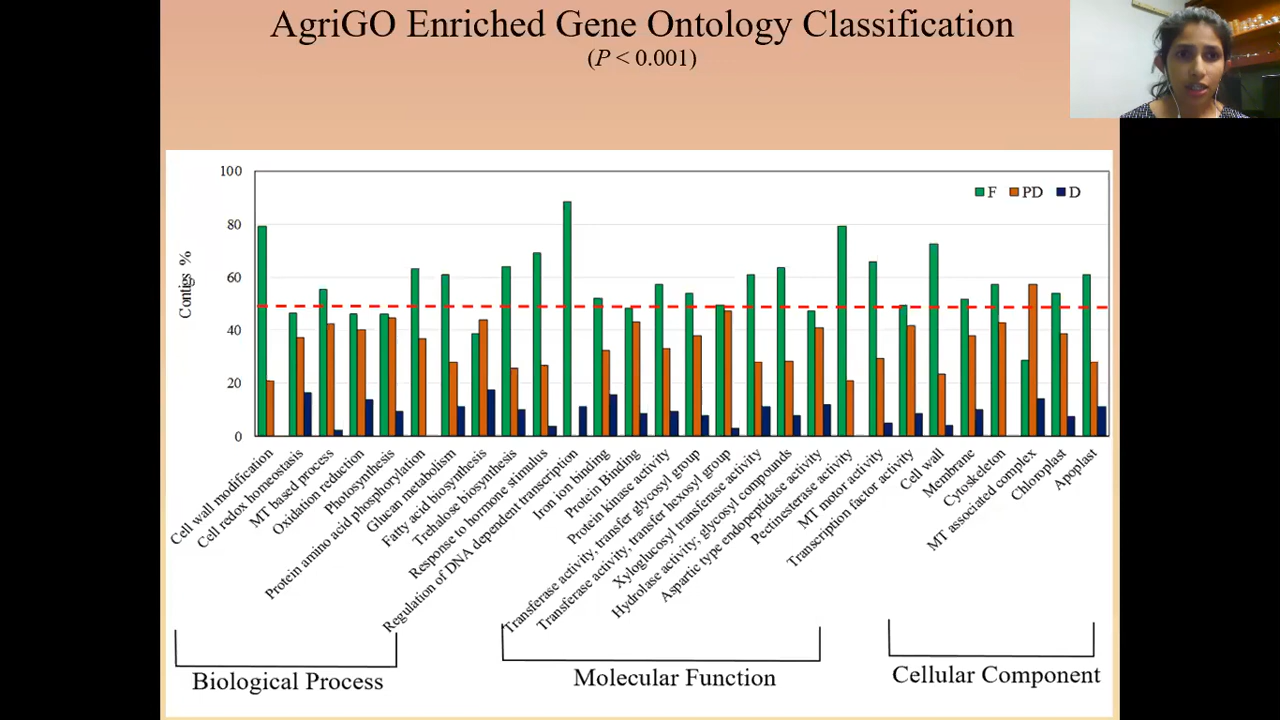 AgriGO Enriched Gene Ontology Classification
(P < 0.001)
Contigs %
100
80
60
40
20
0
F PD D
Cell wall modification
Cell redox homeostasis
MT based process
Oxidation reduction
Photosynthesis
Protein amino acid phosphorylation
Glucan metabolism
Fatty acid biosynthesis
Trehalose biosynthesis
Response to hormone stimulus
Regulation of DNA dependent transcription
Iron ion binding
Protein Binding
Protein kinase activity
Transferase activity, transfer glycosyl group
Transferase activity, transfer hexosyl group
Xyloglucosyl transferase activity
Hydrolase activity; glycosyl compounds
Aspartic type endopeptidase activity
Pectinesterase activity
MT motor activity
Transcription factor activity
Cell wall
Membrane
Cytoskeleton
MT associated complex
Chloroplast
Apoplast
Biological Process
Molecular Function
Cellular Component